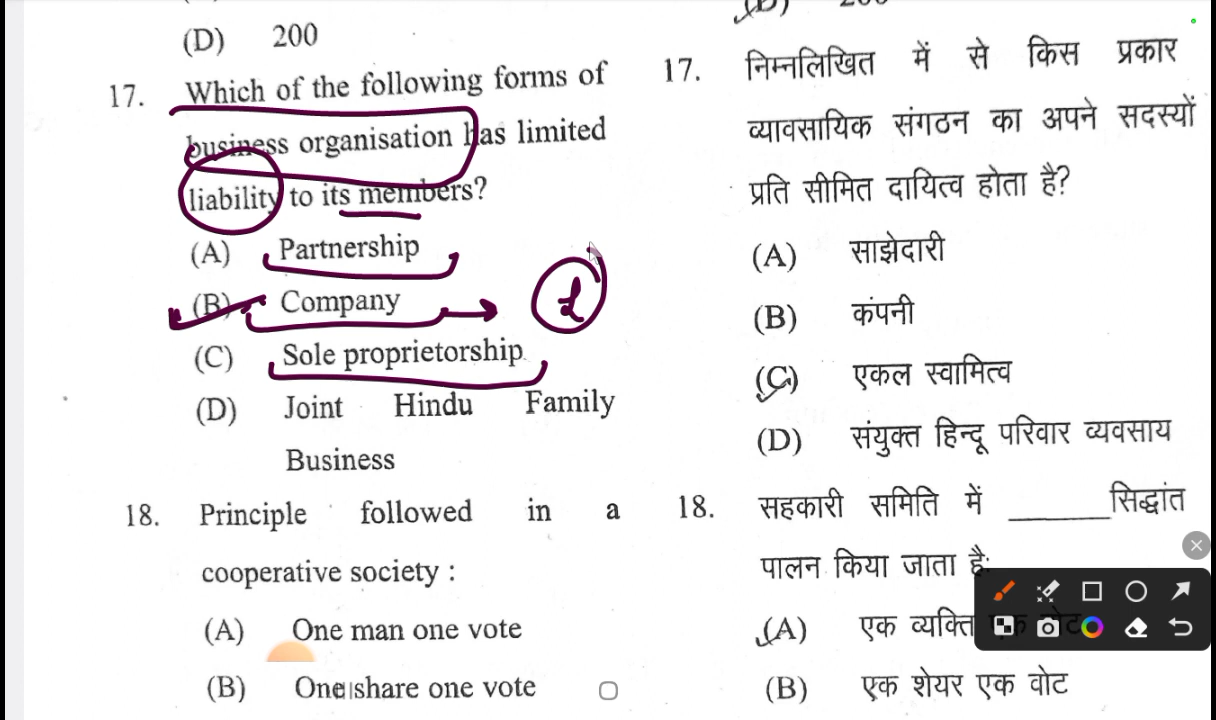 (D) 200
17. Which of the following forms of
business organisation has limited
liability to its members?
(A) Partnership
(B) Company → L
(C) Sole proprietorship
(D) Joint Hindu Family
Business
18. Principle followed in a
cooperative society :
(A) One man one vote
(B) One share one vote
(D) 200
17. निम्नलिखित में से किस प्रकार
व्यावसायिक संगठन का अपने सदस्यों
प्रति सीमित दायित्व होता है?
(A) साझेदारी
(B) कंपनी
(C) एकल स्वामित्व
(D) संयुक्त हिन्दू परिवार व्यवसाय
18. सहकारी समिति में ______सिद्धांत
पालन किया जाता है:
(A) एक व्यक्ति
(B) एक शेयर एक वोट